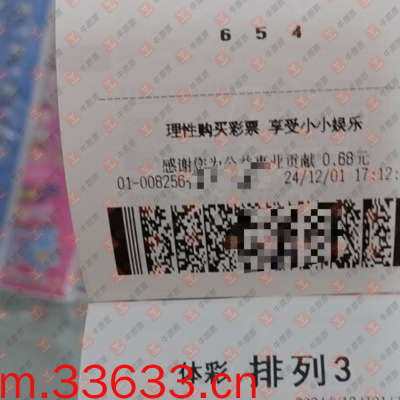 6 5 4
理性购买彩票 享受小小娱乐
感谢您为公益事业贡献 0.68元
01-008256- 24/12/01 17:12:
体彩 排列3
m.33633.cn